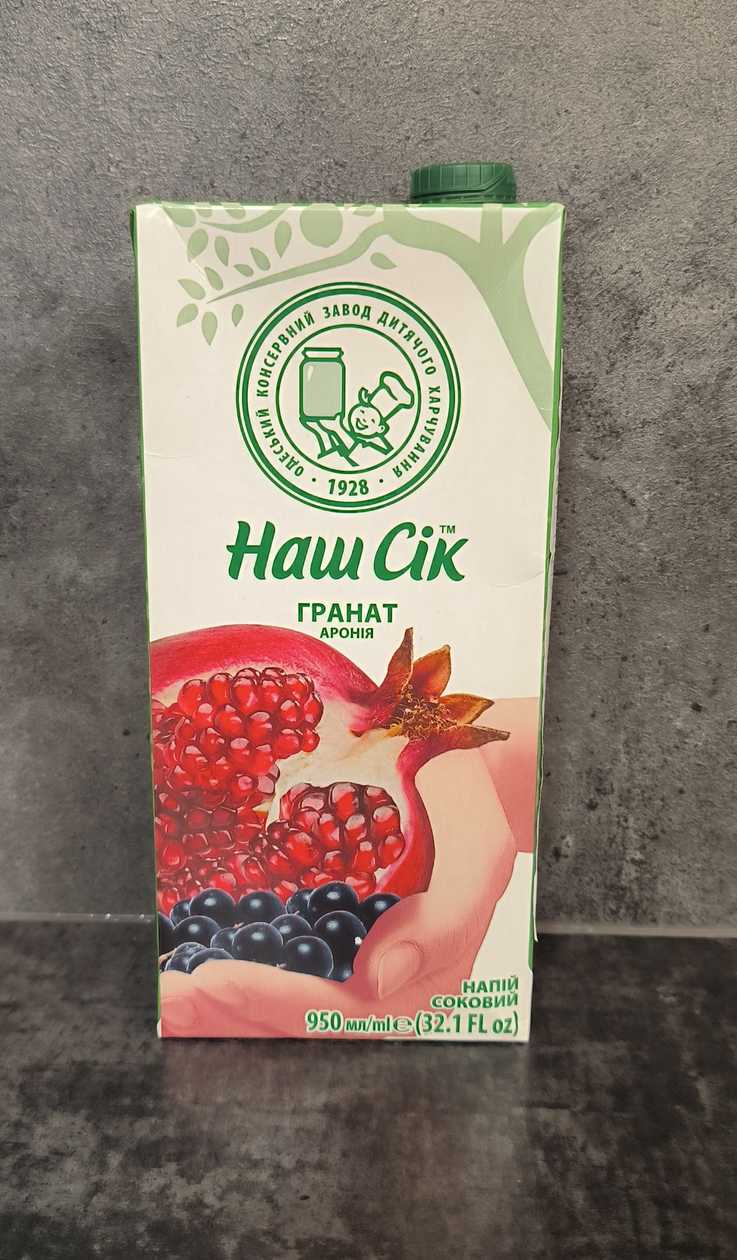 ОДЕСЬКИЙ КОНСЕРВНИЙ ЗАВОД ДИТЯЧОГО ХАРЧУВАННЯ
· 1928 ·
Наш Сік™
ГРАНАТ
АРОНІЯ
НАПІЙ
СОКОВИЙ
950 мл/ml ℮ (32.1 FL oz)